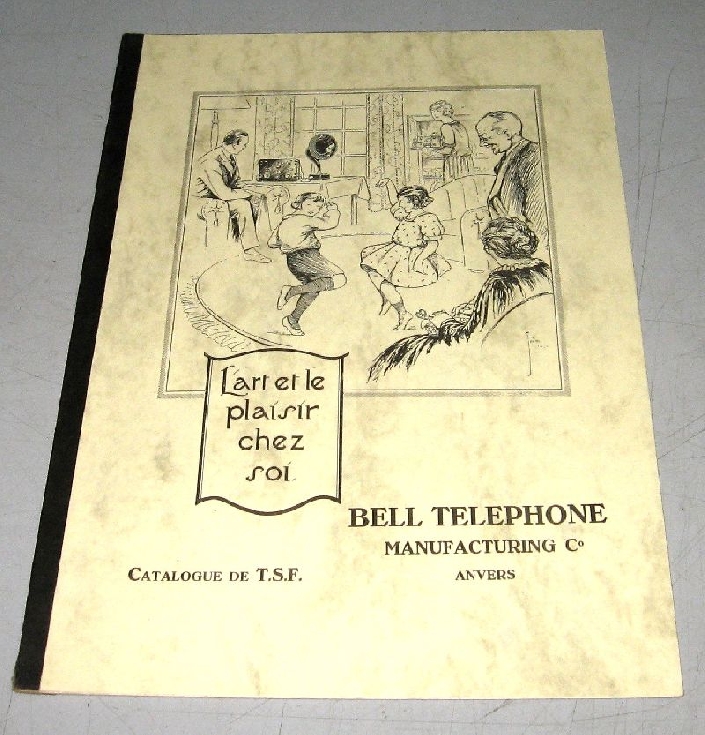 L'art et le
plaisir
chez
soi
BELL TELEPHONE
MANUFACTURING Cº
CATALOGUE DE T.S.F.
ANVERS